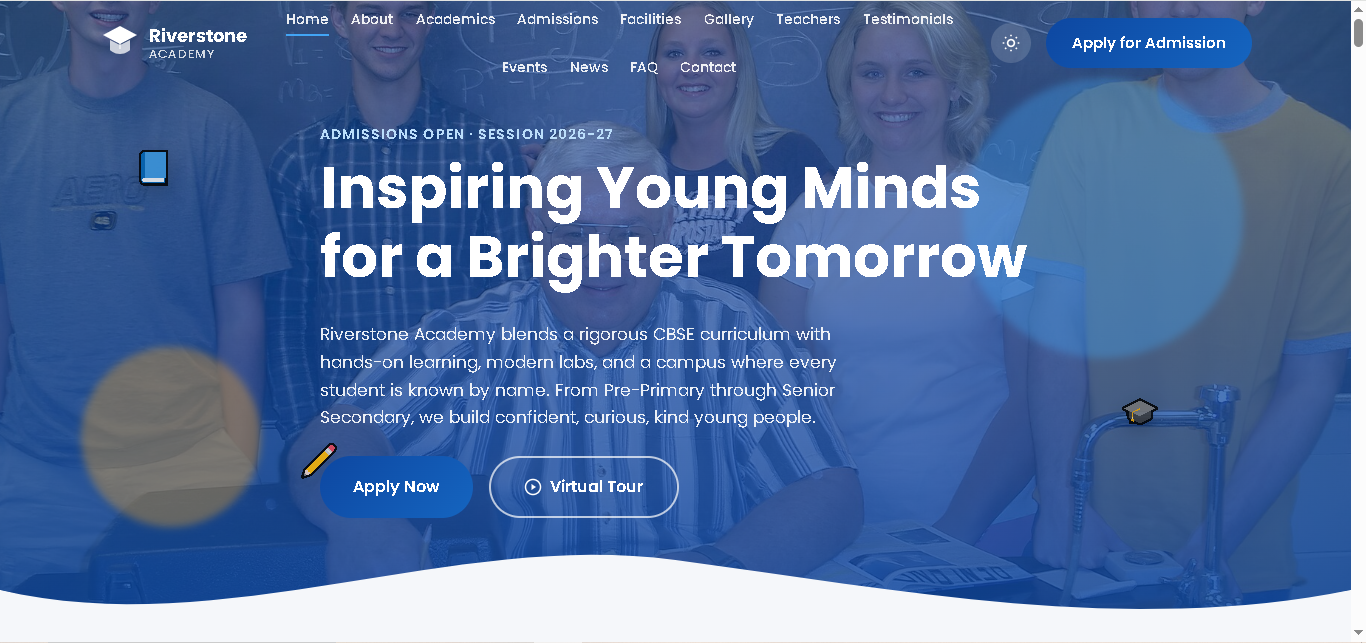 Riverstone
ACADEMY
Home About Academics Admissions Facilities Gallery Teachers Testimonials
Events News FAQ Contact
Apply for Admission
ADMISSIONS OPEN · SESSION 2026-27
Inspiring Young Minds
for a Brighter Tomorrow
Riverstone Academy blends a rigorous CBSE curriculum with
hands-on learning, modern labs, and a campus where every
student is known by name. From Pre-Primary through Senior
Secondary, we build confident, curious, kind young people.
Apply Now
Virtual Tour